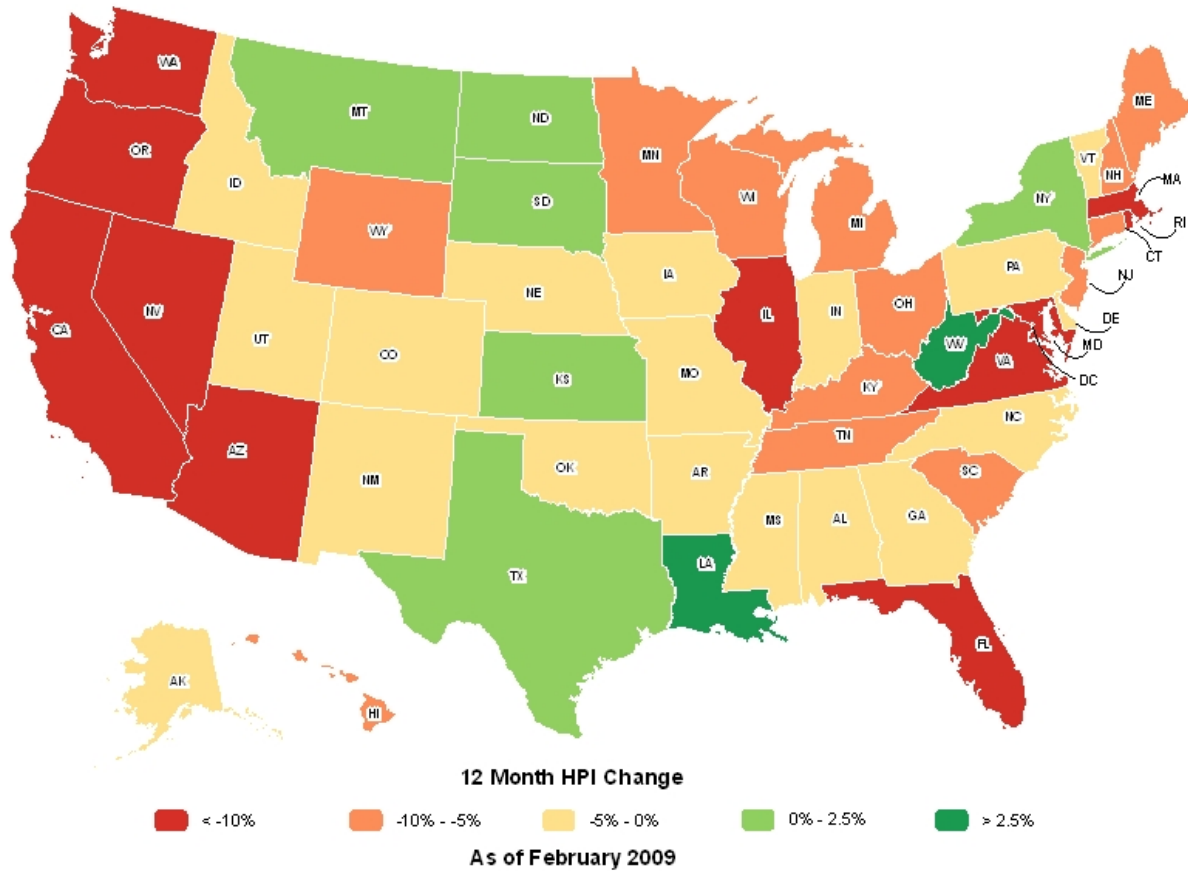 WA
MT
ND
MN
ME
OR
ID
SD
WI
VT
NH
MA
NY
MI
RI
WY
CT
IA
PA
NJ
NE
NV
OH
CA
UT
IL
IN
DE
CO
WV
MD
VA
DC
KS
MO
KY
NC
TN
AZ
OK
AR
SC
NM
MS
AL
GA
LA
TX
FL
AK
HI
12 Month HPI Change
< -10%
-10% - -5%
-5% - 0%
0% - 2.5%
> 2.5%
As of February 2009